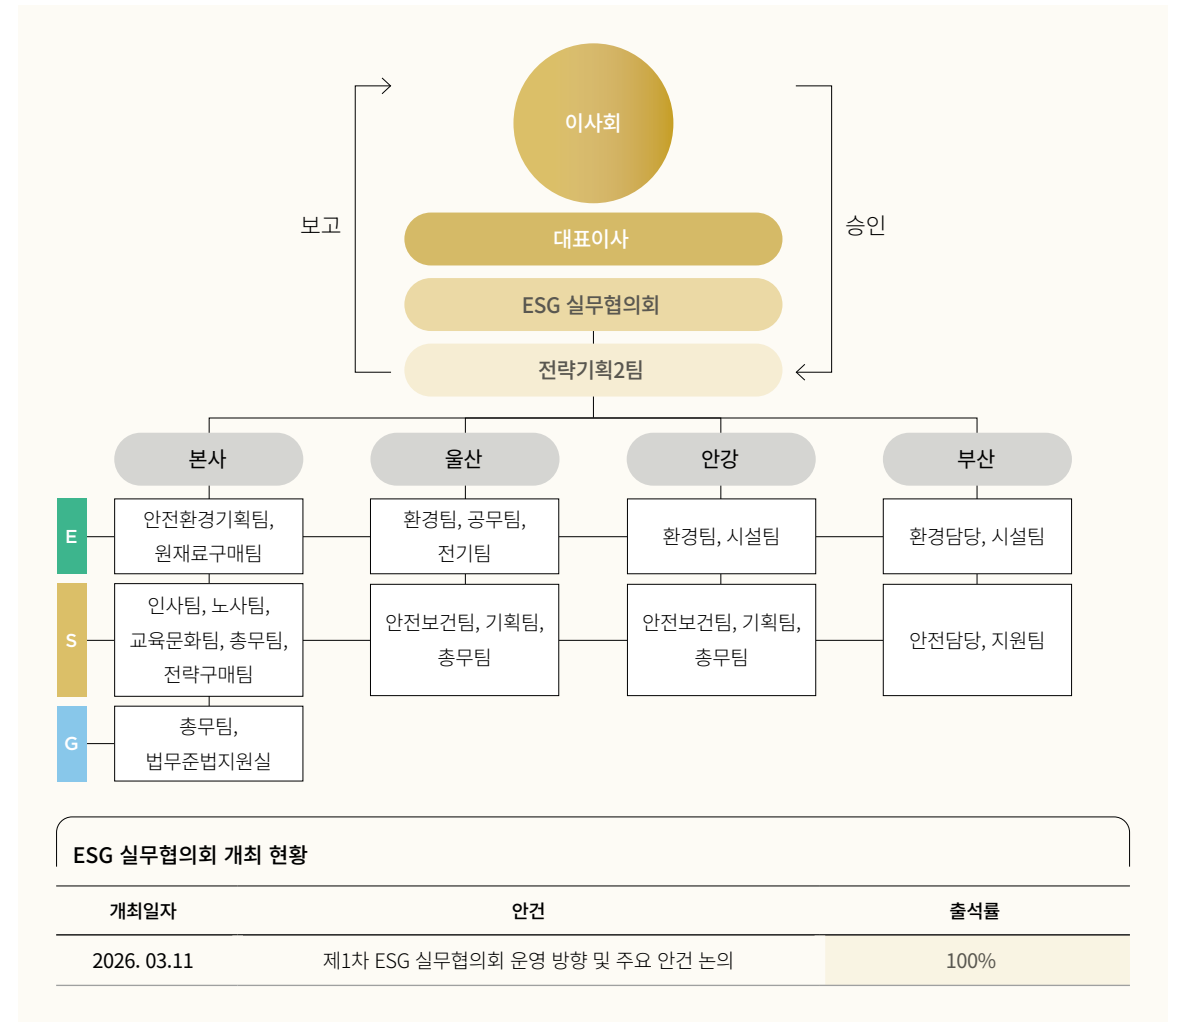 이사회
보고
승인
대표이사
ESG 실무협의회
전략기획2팀
본사
울산
안강
부산
E
안전환경기획팀,
원재료구매팀
환경팀, 공무팀,
전기팀
환경팀, 시설팀
환경담당, 시설팀
S
인사팀, 노사팀,
교육문화팀, 총무팀,
전략구매팀
안전보건팀, 기획팀,
총무팀
안전보건팀, 기획팀,
총무팀
안전담당, 지원팀
G
총무팀,
법무준법지원실
ESG 실무협의회 개최 현황
개최일자 안건 출석률
2026. 03.11 제1차 ESG 실무협의회 운영 방향 및 주요 안건 논의 100%